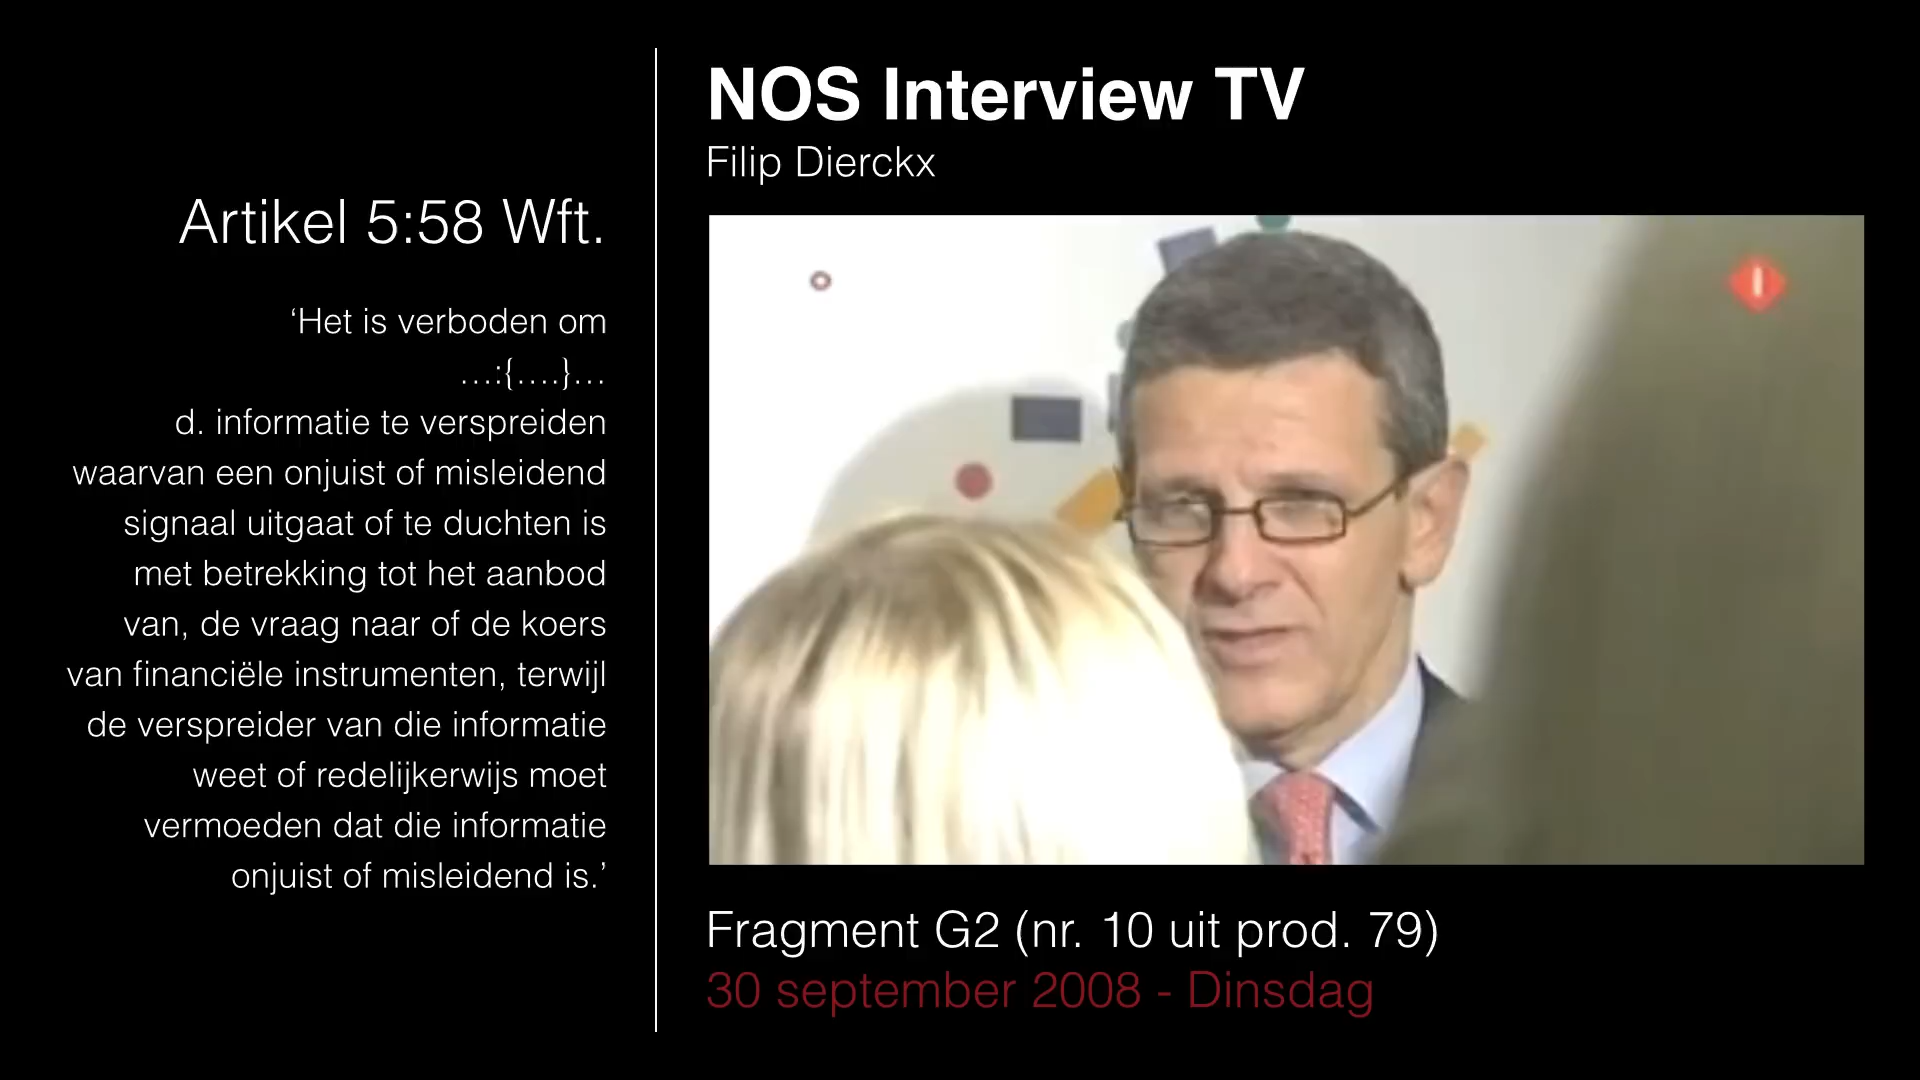 Artikel 5:58 Wft.
‘Het is verboden om
…:{….}…
d. informatie te verspreiden
waarvan een onjuist of misleidend
signaal uitgaat of te duchten is
met betrekking tot het aanbod
van, de vraag naar of de koers
van financiële instrumenten, terwijl
de verspreider van die informatie
weet of redelijkerwijs moet
vermoeden dat die informatie
onjuist of misleidend is.’
NOS Interview TV
Filip Dierckx
1
Fragment G2 (nr. 10 uit prod. 79)
30 september 2008 - Dinsdag